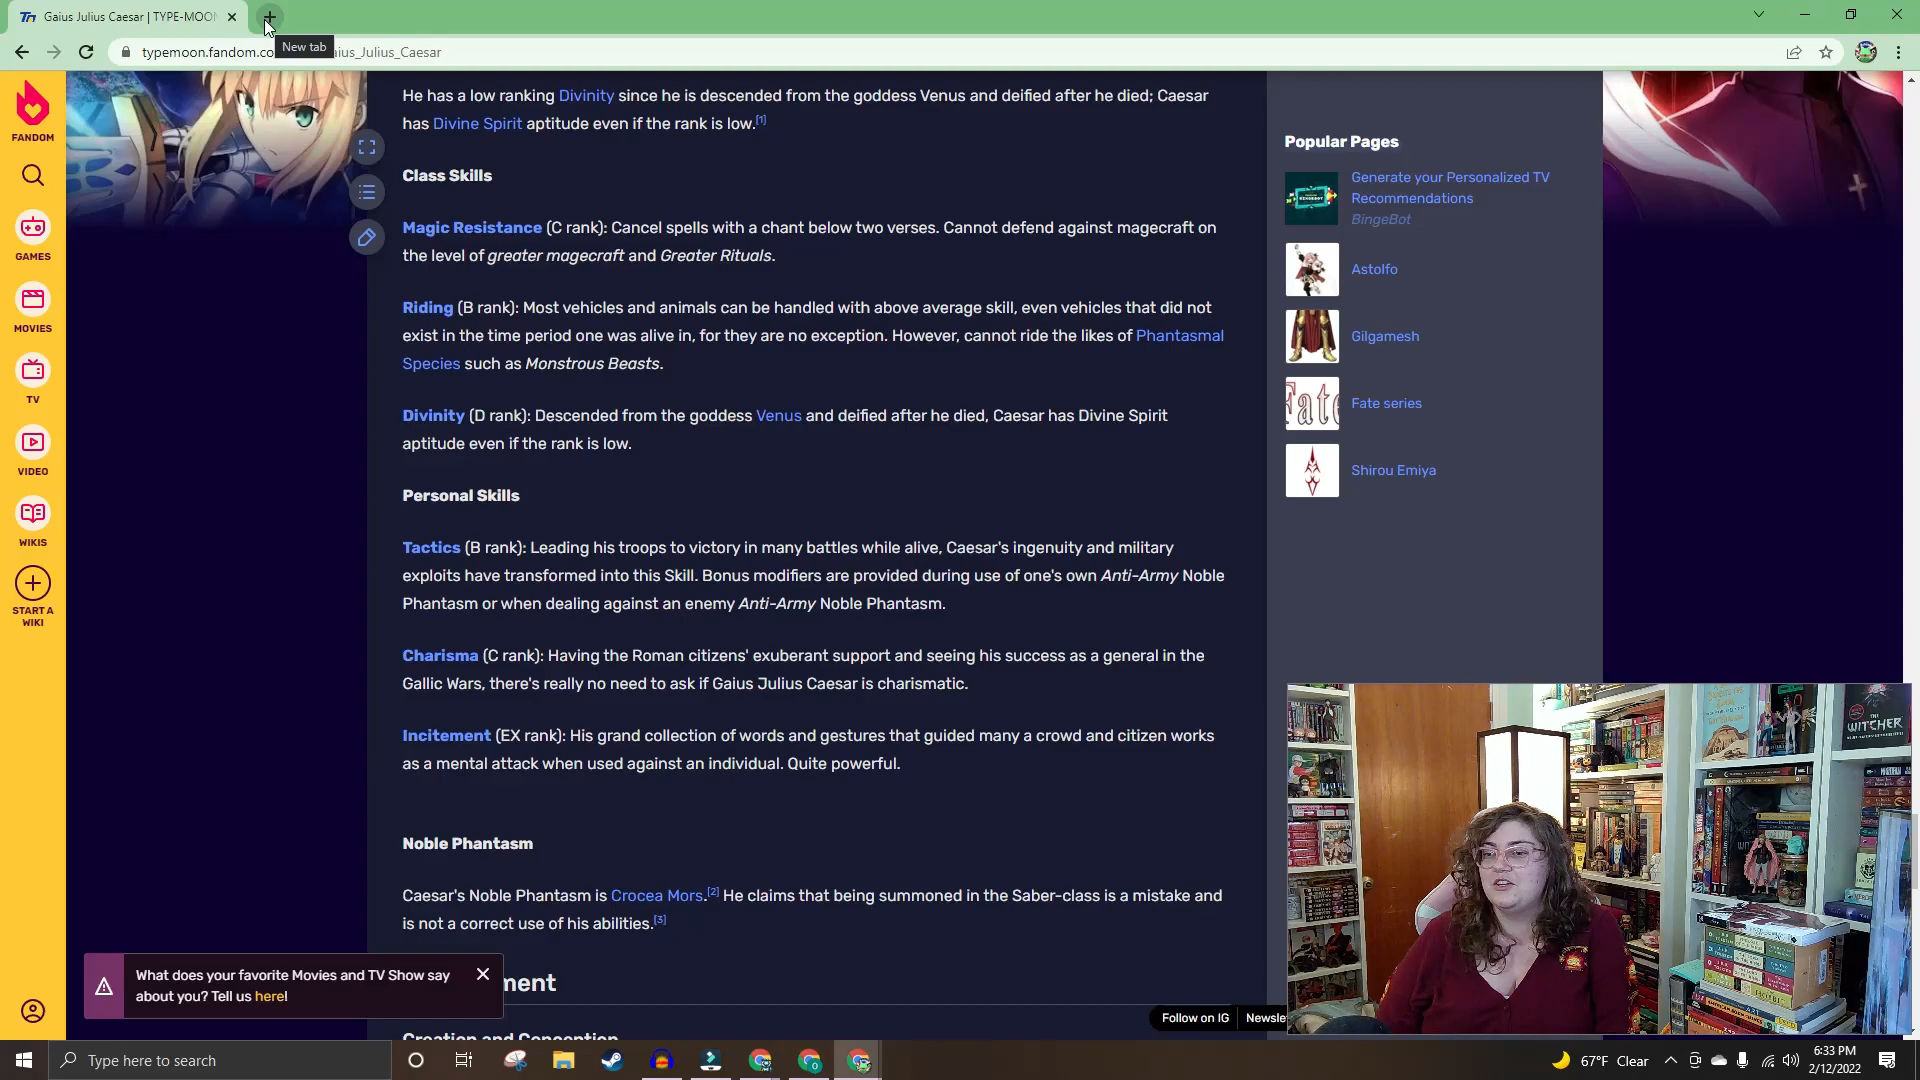 Gaius Julius Caesar | TYPE-MOON
New tab
typemoon.fandom.co
aius_Julius_Caesar
FANDOM
GAMES
MOVIES
TV
VIDEO
WIKIS
START A
WIKI
He has a low ranking Divinity since he is descended from the goddess Venus and deified after he died; Caesar
has Divine Spirit aptitude even if the rank is low.[1]
Class Skills
Magic Resistance (C rank): Cancel spells with a chant below two verses. Cannot defend against magecraft on
the level of greater magecraft and Greater Rituals.
Riding (B rank): Most vehicles and animals can be handled with above average skill, even vehicles that did not
exist in the time period one was alive in, for they are no exception. However, cannot ride the likes of Phantasmal
Species such as Monstrous Beasts.
Divinity (D rank): Descended from the goddess Venus and deified after he died, Caesar has Divine Spirit
aptitude even if the rank is low.
Personal Skills
Tactics (B rank): Leading his troops to victory in many battles while alive, Caesar's ingenuity and military
exploits have transformed into this Skill. Bonus modifiers are provided during use of one's own Anti-Army Noble
Phantasm or when dealing against an enemy Anti-Army Noble Phantasm.
Charisma (C rank): Having the Roman citizens' exuberant support and seeing his success as a general in the
Gallic Wars, there's really no need to ask if Gaius Julius Caesar is charismatic.
Incitement (EX rank): His grand collection of words and gestures that guided many a crowd and citizen works
as a mental attack when used against an individual. Quite powerful.
Noble Phantasm
Caesar's Noble Phantasm is Crocea Mors.[2] He claims that being summoned in the Saber-class is a mistake and
is not a correct use of his abilities.[3]
ment
Creation and Conception
What does your favorite Movies and TV Show say
about you? Tell us here!
Popular Pages
Generate your Personalized TV
Recommendations
BingeBot
Astolfo
Gilgamesh
Fate
Fate series
Shirou Emiya
Follow on IG
Newsle
THE
WITCHER
Type here to search
67°F Clear
6:33 PM
2/12/2022